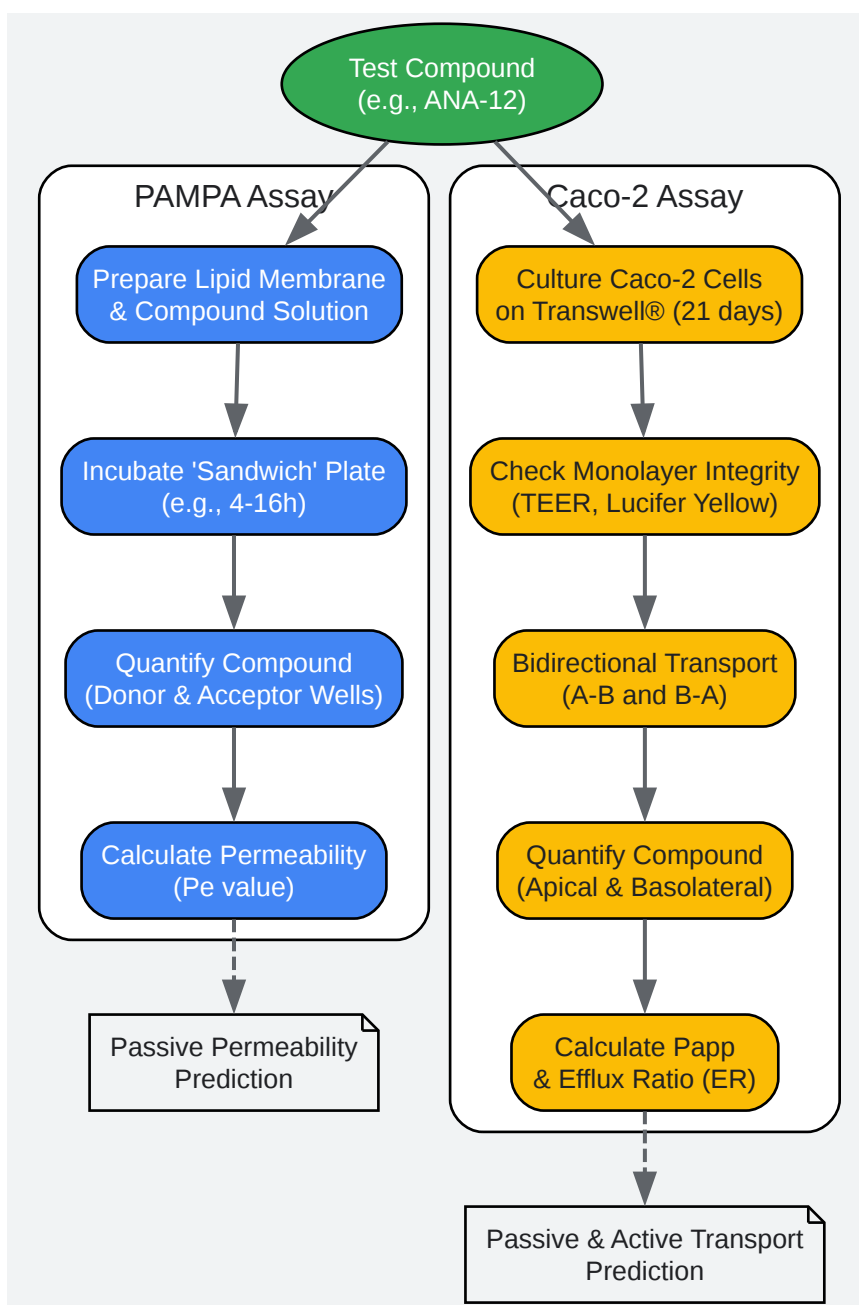 Test Compound
(e.g., ANA-12)
PAMPA Assay
Prepare Lipid Membrane
& Compound Solution
Incubate 'Sandwich' Plate
(e.g., 4-16h)
Quantify Compound
(Donor & Acceptor Wells)
Calculate Permeability
(Pe value)
Passive Permeability
Prediction
Caco-2 Assay
Culture Caco-2 Cells
on Transwell® (21 days)
Check Monolayer Integrity
(TEER, Lucifer Yellow)
Bidirectional Transport
(A-B and B-A)
Quantify Compound
(Apical & Basolateral)
Calculate Papp
& Efflux Ratio (ER)
Passive & Active Transport
Prediction